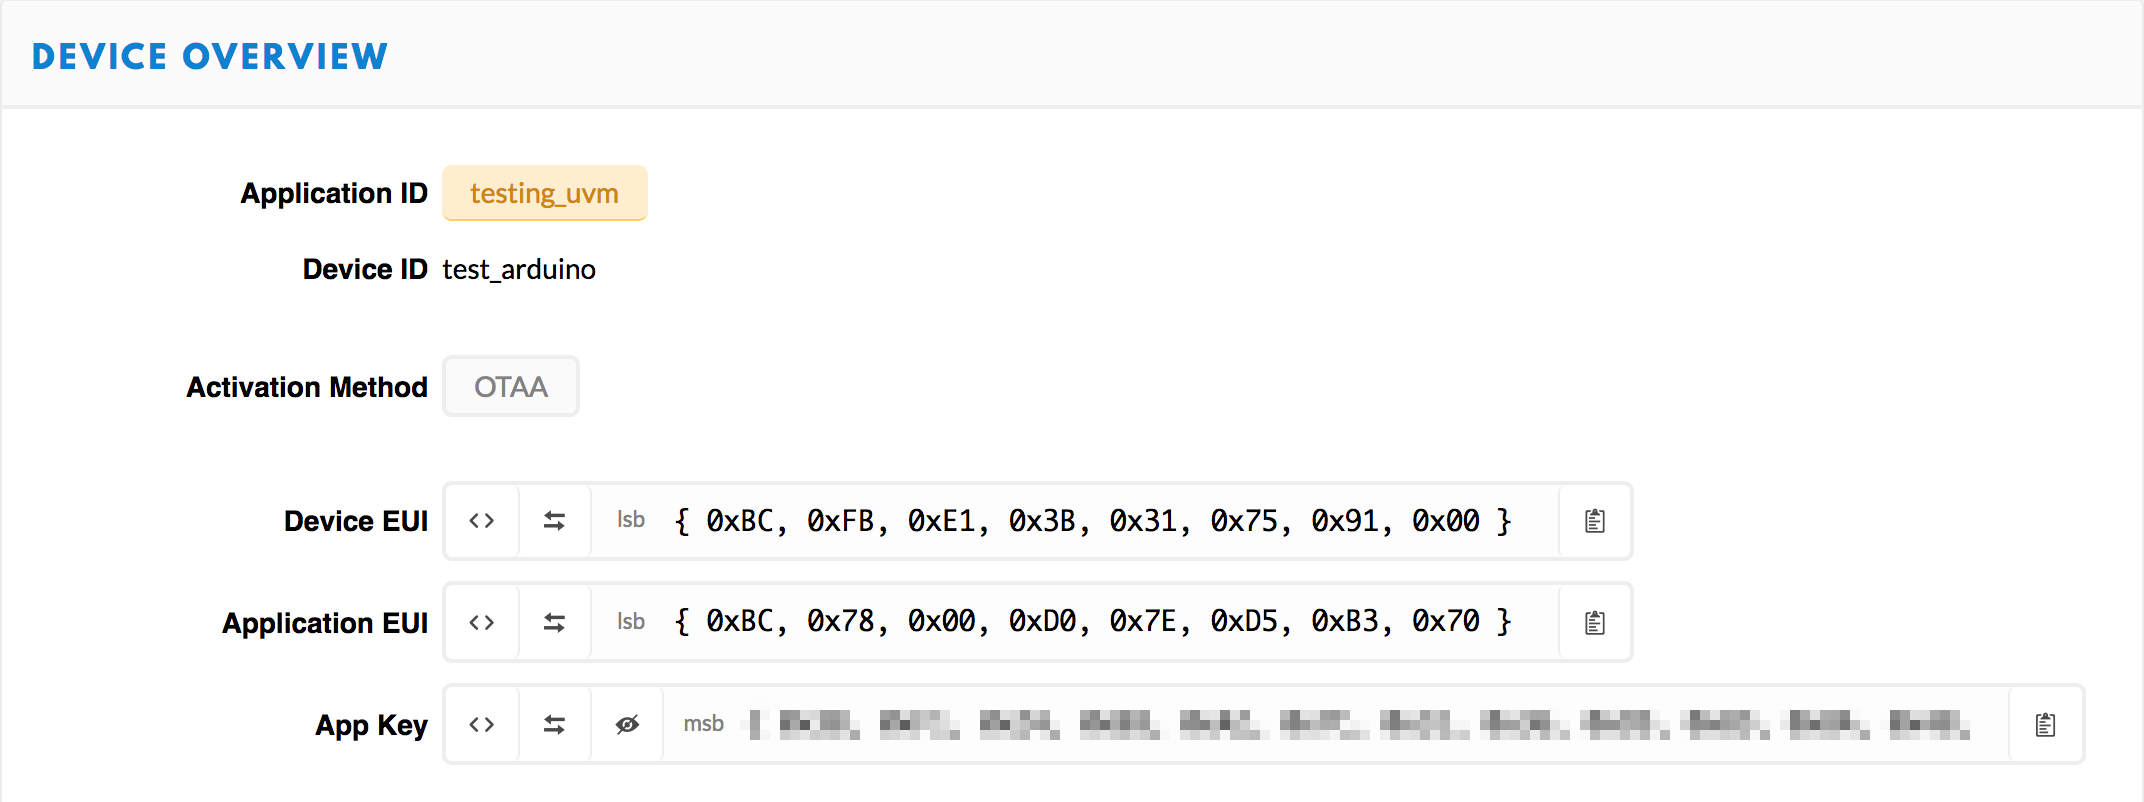 DEVICE OVERVIEW
Application ID testing_uvm
Device ID test_arduino
Activation Method OTAA
Device EUI <> lsb { 0xBC, 0xFB, 0xE1, 0x3B, 0x31, 0x75, 0x91, 0x00 }
Application EUI <> lsb { 0xBC, 0x78, 0x00, 0xD0, 0x7E, 0xD5, 0xB3, 0x70 }
App Key <> msb